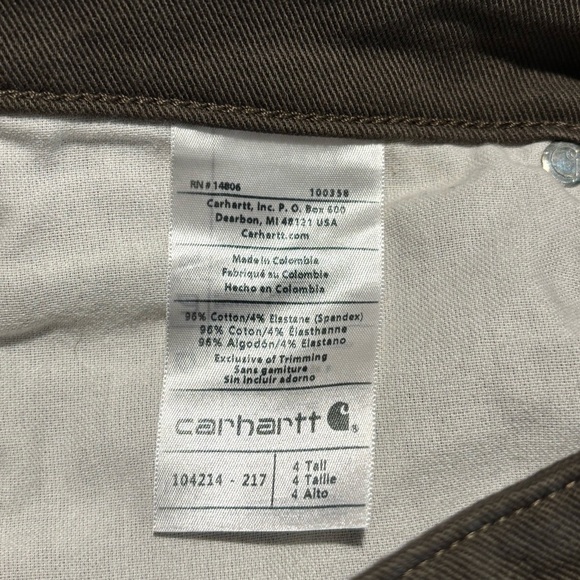 RN # 14806 100358
Carhartt, Inc. P. O. Box 600
Dearbon, MI 48121 USA
Carhartt.com
Made in Colombia
Fabriqué au Colombie
Hecho en Colombia
96% Cotton/4% Elastane (Spandex)
96% Coton/4% Élasthanne
96% Algodón/4% Elastano
Exclusive of Trimming
Sans garniture
Sin incluir adorno
carhartt ®
104214 - 217
4 Tall
4 Taille
4 Alto